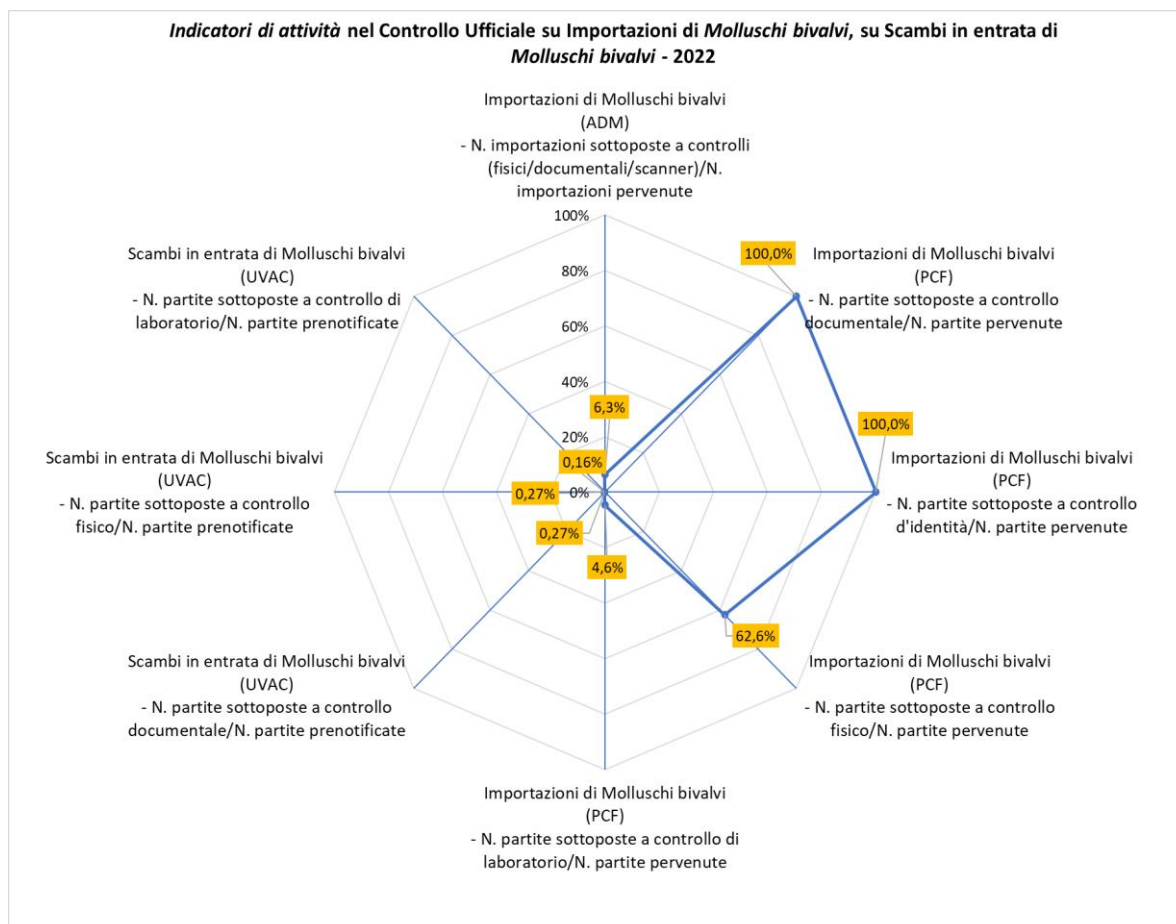 Indicatori di attività nel Controllo Ufficiale su Importazioni di Molluschi bivalvi, su Scambi in entrata di
Molluschi bivalvi - 2022
Importazioni di Molluschi bivalvi
(ADM)
- N. importazioni sottoposte a controlli
(fisici/documentali/scanner)/N.
importazioni pervenute
100%
80%
60%
40%
20%
0%
6,3%
100,0%
Importazioni di Molluschi bivalvi
(PCF)
- N. partite sottoposte a controllo
documentale/N. partite pervenute
100,0%
Importazioni di Molluschi bivalvi
(PCF)
- N. partite sottoposte a controllo
d'identità/N. partite pervenute
62,6%
Importazioni di Molluschi bivalvi
(PCF)
- N. partite sottoposte a controllo
fisico/N. partite pervenute
4,6%
Importazioni di Molluschi bivalvi
(PCF)
- N. partite sottoposte a controllo di
laboratorio/N. partite pervenute
0,27%
Scambi in entrata di Molluschi bivalvi
(UVAC)
- N. partite sottoposte a controllo
documentale/N. partite prenotificate
0,27%
Scambi in entrata di Molluschi bivalvi
(UVAC)
- N. partite sottoposte a controllo
fisico/N. partite prenotificate
0,16%
Scambi in entrata di Molluschi bivalvi
(UVAC)
- N. partite sottoposte a controllo di
laboratorio/N. partite prenotificate